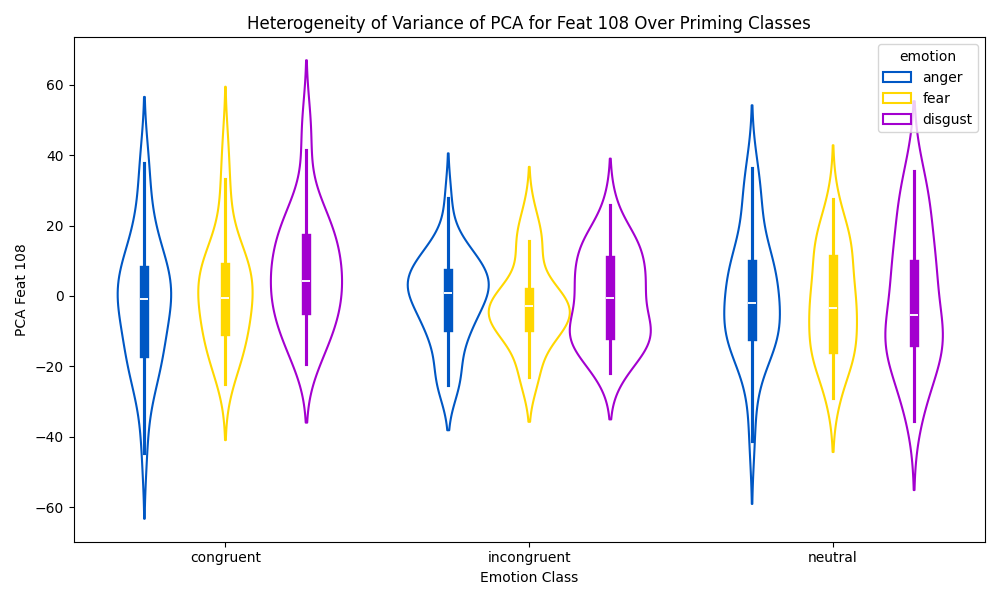 Heterogeneity of Variance of PCA for Feat 108 Over Priming Classes
emotion
anger
fear
disgust
PCA Feat 108
60
40
20
0
−20
−40
−60
congruent
incongruent
neutral
Emotion Class